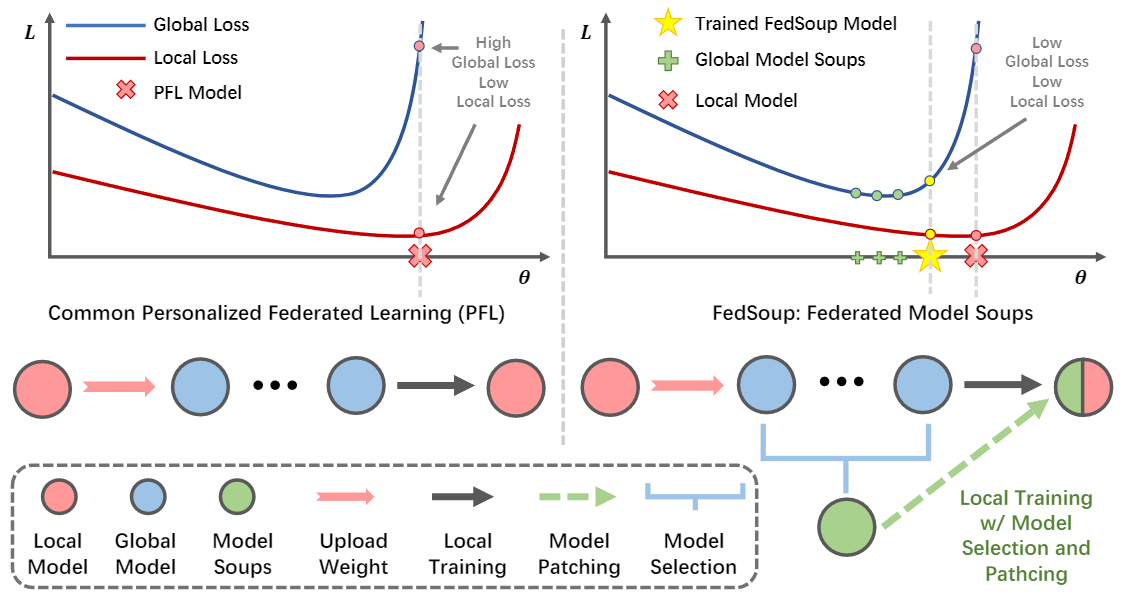 L
Global Loss
Local Loss
PFL Model
High
Global Loss
Low
Local Loss
θ
Common Personalized Federated Learning (PFL)
L
Trained FedSoup Model
Global Model Soups
Local Model
Low
Global Loss
Low
Local Loss
θ
FedSoup: Federated Model Soups
Local Training
w/ Model
Selection and
Pathcing
Local
Model
Global
Model
Model
Soups
Upload
Weight
Local
Training
Model
Patching
Model
Selection